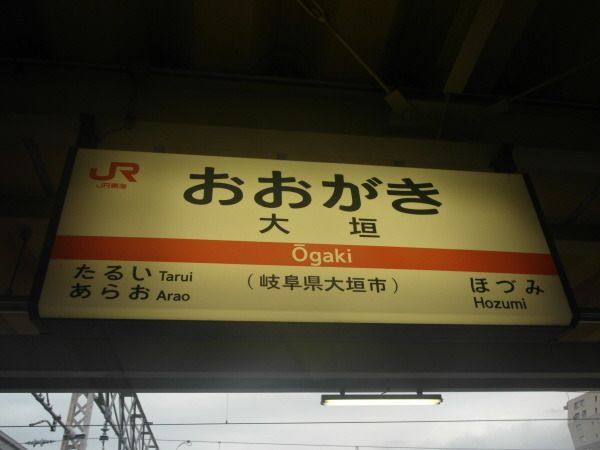 JR
JR東海
おおがき
大垣
Ōgaki
たるい Tarui
あらお Arao
(岐阜県大垣市)
ほづみ
Hozumi